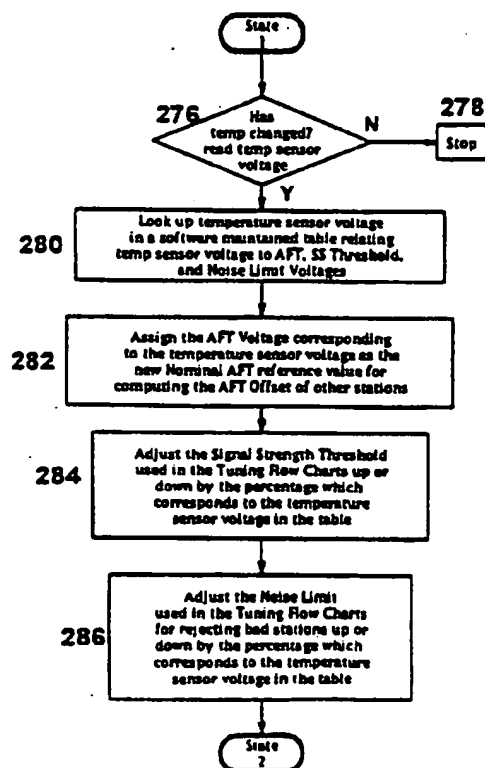 State
276
Has
temp changed?
read temp sensor
voltage
N
278
Stop
Y
280
Look up temperature sensor voltage
in a software maintained table relating
temp sensor voltage to AFT, SS Threshold,
and Noise Limit Voltages
282
Assign the AFT Voltage corresponding
to the temperature sensor voltage as the
new Nominal AFT reference value for
computing the AFT Offset of other stations
284
Adjust the Signal Strength Threshold
used in the Tuning Flow Charts up or
down by the percentage which
corresponds to the temperature
sensor voltage in the table
286
Adjust the Noise Limit
used in the Tuning Flow Charts
for rejecting bad stations up or
down by the percentage which
corresponds to the temperature
sensor voltage in the table
State
2